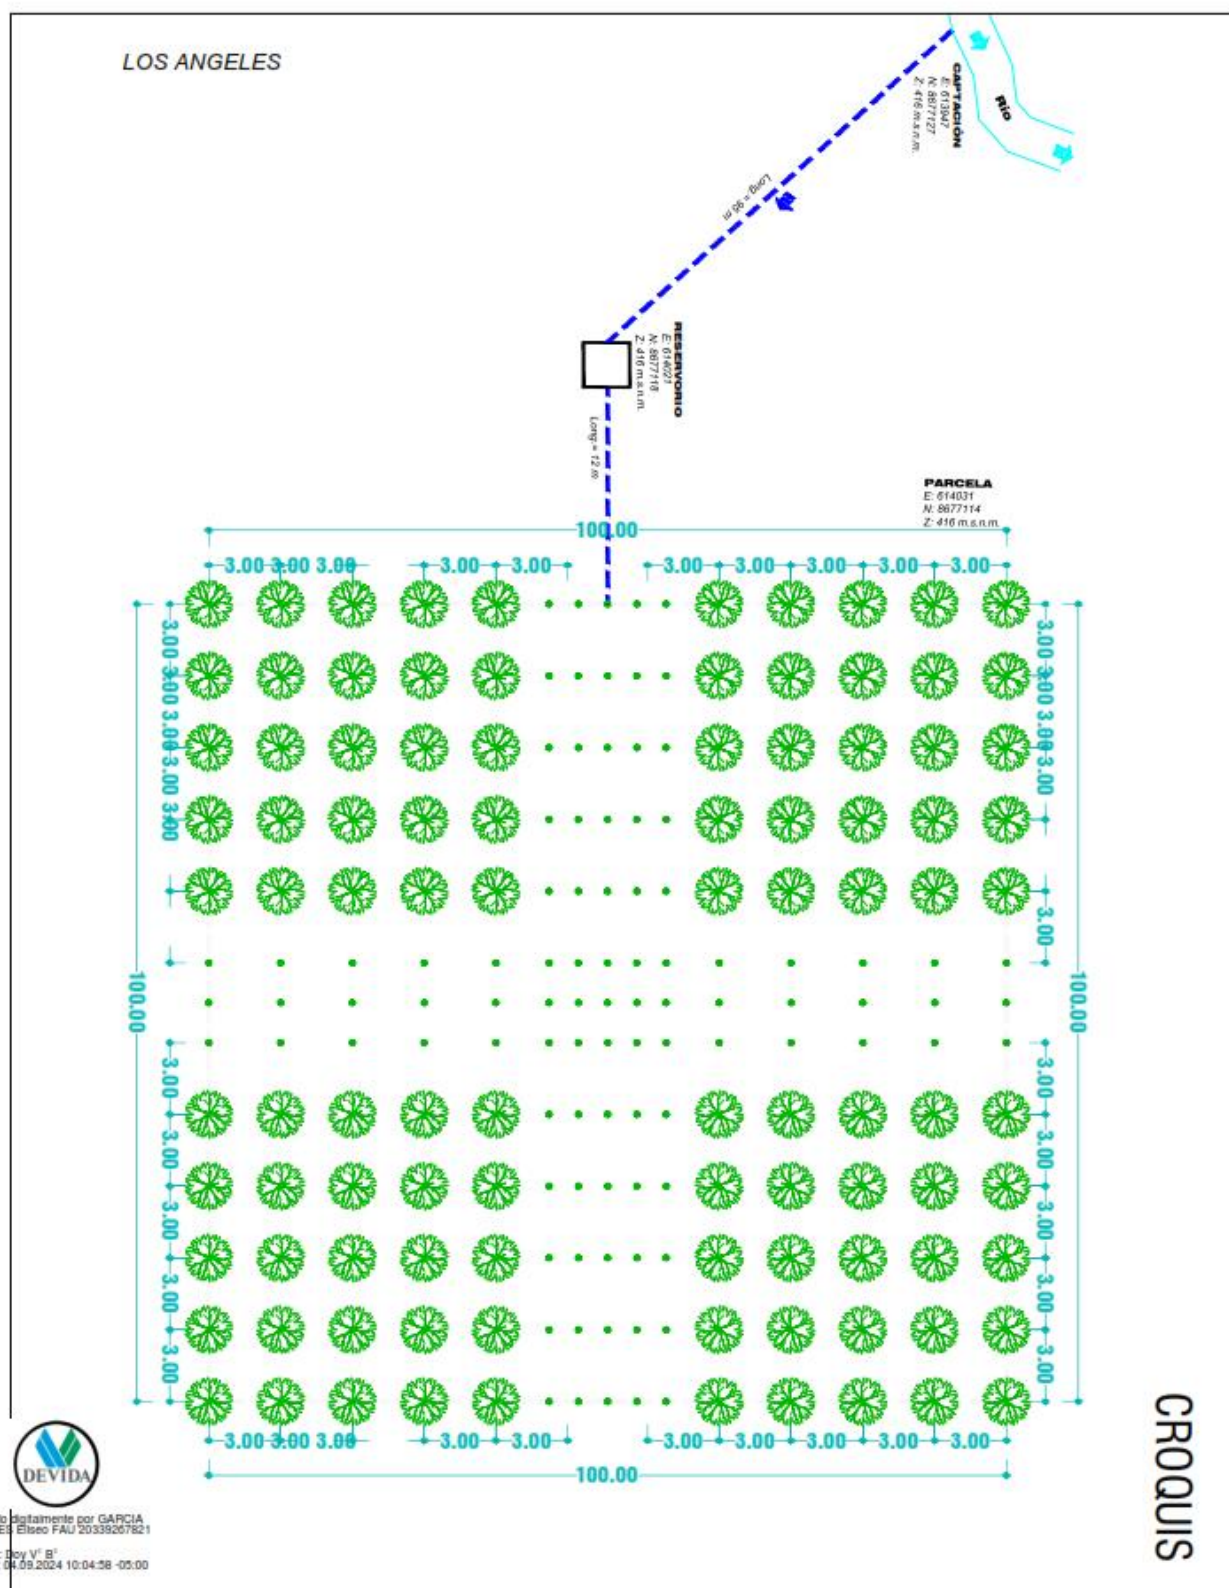 LOS ANGELES
CAPTACIÓN
E: 613947
N: 8677127
Z: 416 m.s.n.m.
Río
Long = 95 m
RESERVORIO
E: 614021
N: 8677118
Z: 416 m.s.n.m.
Long.= 12 m
PARCELA
E: 614031
N: 8677114
Z: 416 m.s.n.m.
100.00
3.00 3.00 3.00 3.00 3.00 3.00 3.00 3.00 3.00 3.00
3.00 3.00 3.00 3.00 3.00
3.00 3.00 3.00 3.00
3.00
100.00
100.00
3.00 3.00
3.00 3.00
3.00 3.00
3.00 3.00
3.00 3.00
3.00 3.00 3.00 3.00 3.00 3.00 3.00 3.00 3.00 3.00
100.00
CROQUIS
DEVIDA
digitalmente por GARCIA
ES Eliseo FAU 20339267821
: Doy V° B°
04.09.2024 10:04:58 -05:00